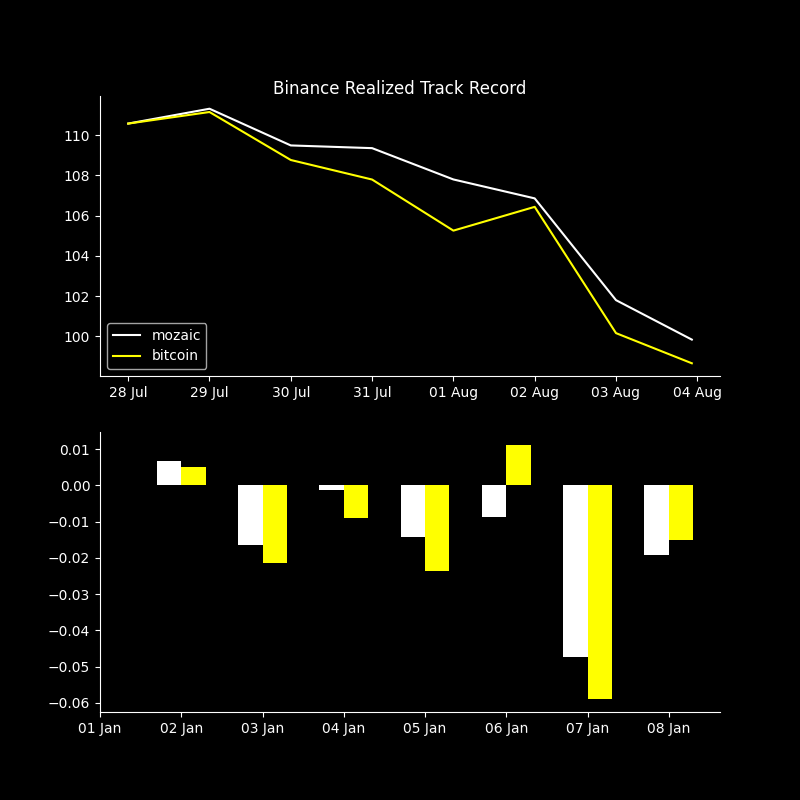 Binance Realized Track Record
110
108
106
104
102
100
mozaic
bitcoin
28 Jul 29 Jul 30 Jul 31 Jul 01 Aug 02 Aug 03 Aug 04 Aug
0.01
0.00
−0.01
−0.02
−0.03
−0.04
−0.05
−0.06
01 Jan 02 Jan 03 Jan 04 Jan 05 Jan 06 Jan 07 Jan 08 Jan